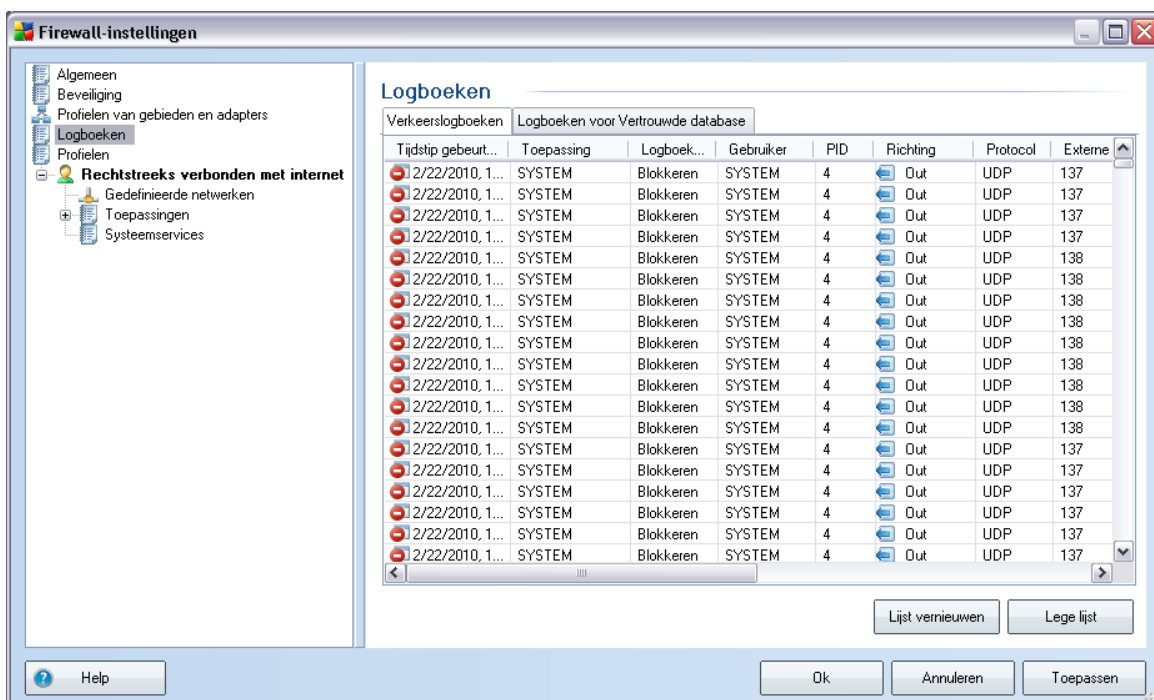 Firewall-instellingen
Algemeen
Beveiliging
Profielen van gebieden en adapters
Logboeken
Profielen
Rechtstreeks verbonden met internet
Gedefinieerde netwerken
Toepassingen
Systeemservices
Logboeken
Verkeerslogboeken Logboeken voor Vertrouwde database
Tijdstip gebeurt... Toepassing Logboek... Gebruiker PID Richting Protocol Externe
2/22/2010, 1... SYSTEM Blokkeren SYSTEM 4 Out UDP 137
2/22/2010, 1... SYSTEM Blokkeren SYSTEM 4 Out UDP 137
2/22/2010, 1... SYSTEM Blokkeren SYSTEM 4 Out UDP 137
2/22/2010, 1... SYSTEM Blokkeren SYSTEM 4 Out UDP 137
2/22/2010, 1... SYSTEM Blokkeren SYSTEM 4 Out UDP 138
2/22/2010, 1... SYSTEM Blokkeren SYSTEM 4 Out UDP 138
2/22/2010, 1... SYSTEM Blokkeren SYSTEM 4 Out UDP 138
2/22/2010, 1... SYSTEM Blokkeren SYSTEM 4 Out UDP 138
2/22/2010, 1... SYSTEM Blokkeren SYSTEM 4 Out UDP 138
2/22/2010, 1... SYSTEM Blokkeren SYSTEM 4 Out UDP 138
2/22/2010, 1... SYSTEM Blokkeren SYSTEM 4 Out UDP 138
2/22/2010, 1... SYSTEM Blokkeren SYSTEM 4 Out UDP 138
2/22/2010, 1... SYSTEM Blokkeren SYSTEM 4 Out UDP 138
2/22/2010, 1... SYSTEM Blokkeren SYSTEM 4 Out UDP 137
2/22/2010, 1... SYSTEM Blokkeren SYSTEM 4 Out UDP 137
2/22/2010, 1... SYSTEM Blokkeren SYSTEM 4 Out UDP 137
2/22/2010, 1... SYSTEM Blokkeren SYSTEM 4 Out UDP 137
2/22/2010, 1... SYSTEM Blokkeren SYSTEM 4 Out UDP 137
2/22/2010, 1... SYSTEM Blokkeren SYSTEM 4 Out UDP 137
Lijst vernieuwen Lege lijst
Help Ok Annuleren Toepassen